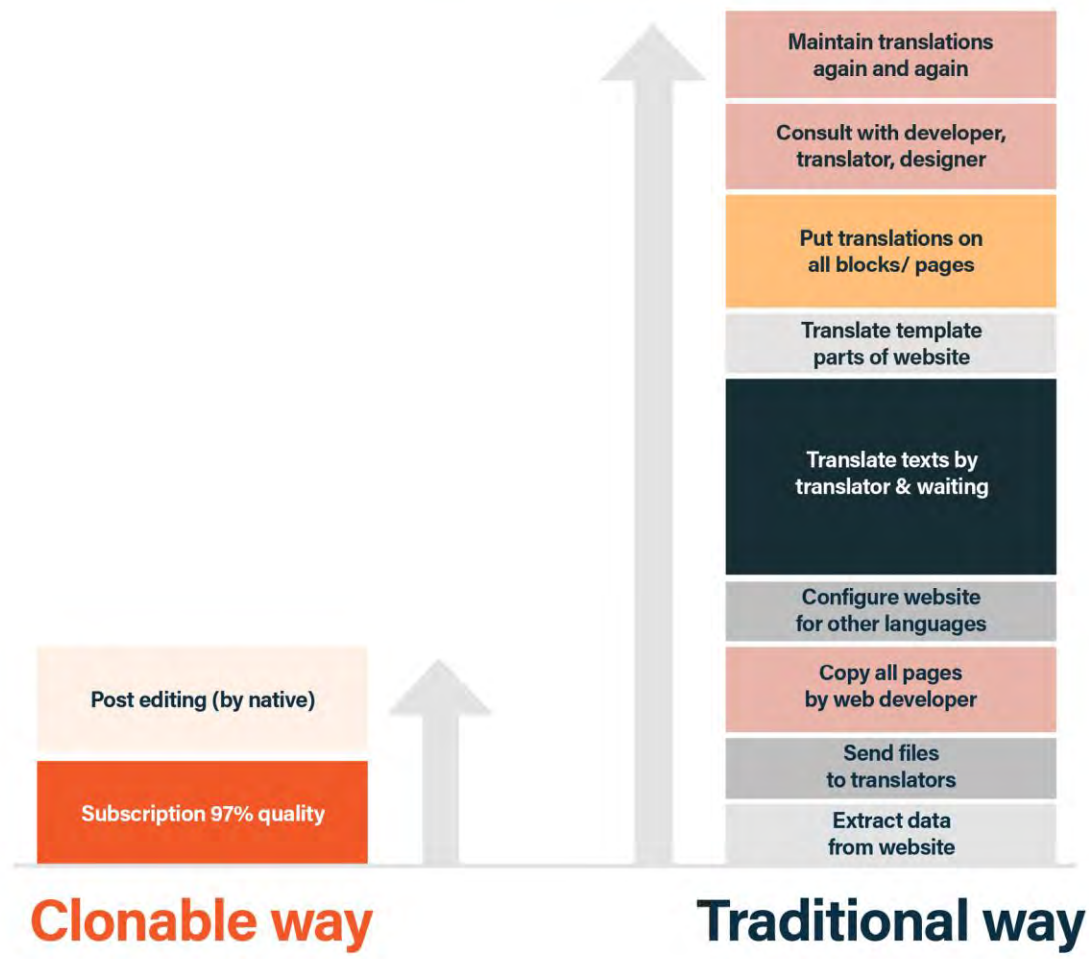 Maintain translations
again and again
Consult with developer,
translator, designer
Put translations on
all blocks/ pages
Translate template
parts of website
Translate texts by
translator & waiting
Configure website
for other languages
Post editing (by native)
Copy all pages
by web developer
Send files
to translators
Subscription 97% quality
Extract data
from website
Clonable way
Traditional way